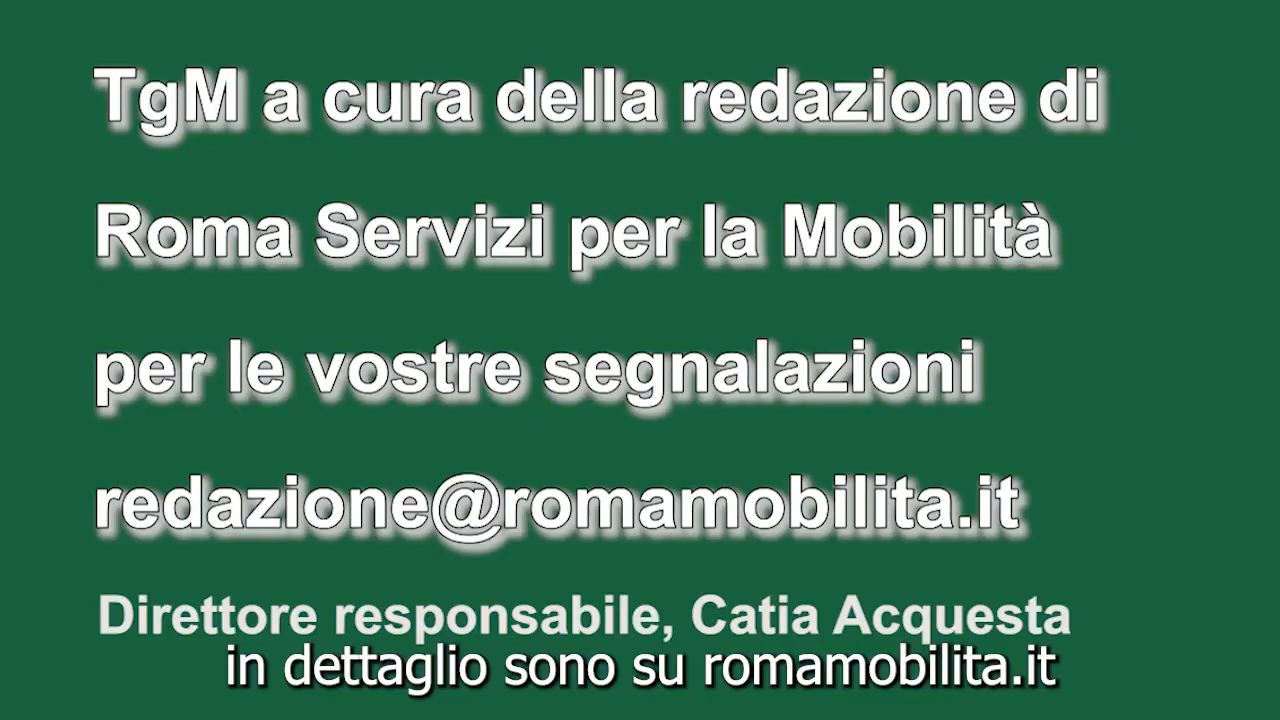 TgM a cura della redazione di
Roma Servizi per la Mobilità
per le vostre segnalazioni
redazione@romamobilita.it
Direttore responsabile, Catia Acquesta
in dettaglio sono su romamobilita.it